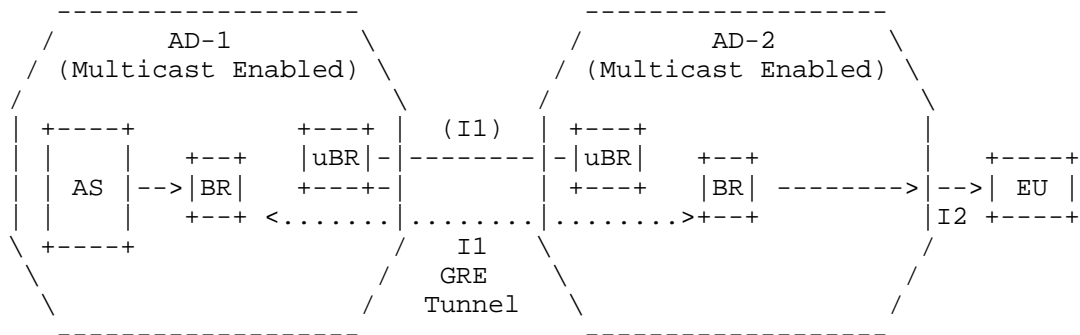 AD-1 AD-2
(Multicast Enabled) (Multicast Enabled)
(I1)
uBR uBR
AS BR BR EU
I2
I1
GRE
Tunnel